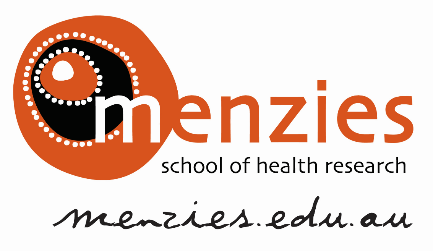 menzies
school of health research
menzies.edu.au